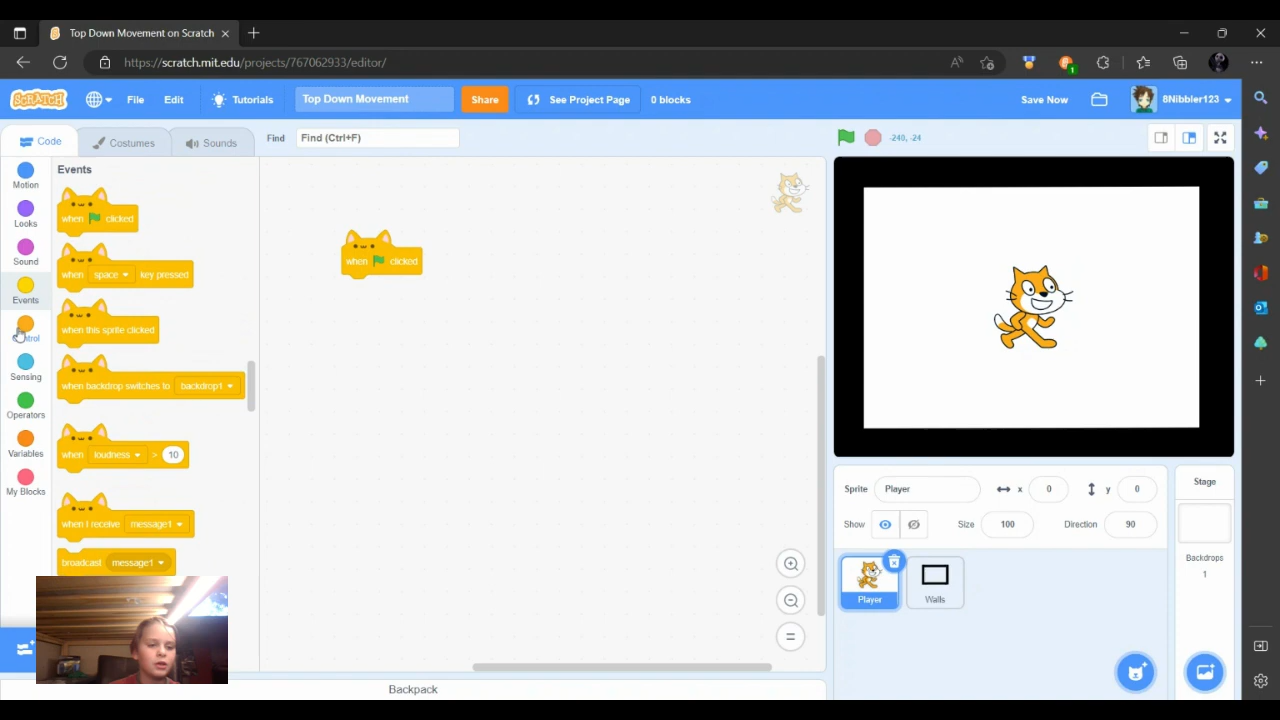 Top Down Movement on Scratch
https://scratch.mit.edu/projects/767062933/editor/
SCRATCH
File
Edit
Tutorials
Top Down Movement
Share
See Project Page
0 blocks
Save Now
8Nibbler123
Code
Costumes
Sounds
Find
Find (Ctrl+F)
-240, -24
Motion
Looks
Sound
Events
Control
Sensing
Operators
Variables
My Blocks
Events
when clicked
when space key pressed
when this sprite clicked
when backdrop switches to backdrop1
when loudness > 10
when I receive message1
broadcast message1
when clicked
Sprite
Player
x
0
y
0
Show
Size
100
Direction
90
Player
Walls
Stage
Backdrops
1
Backpack